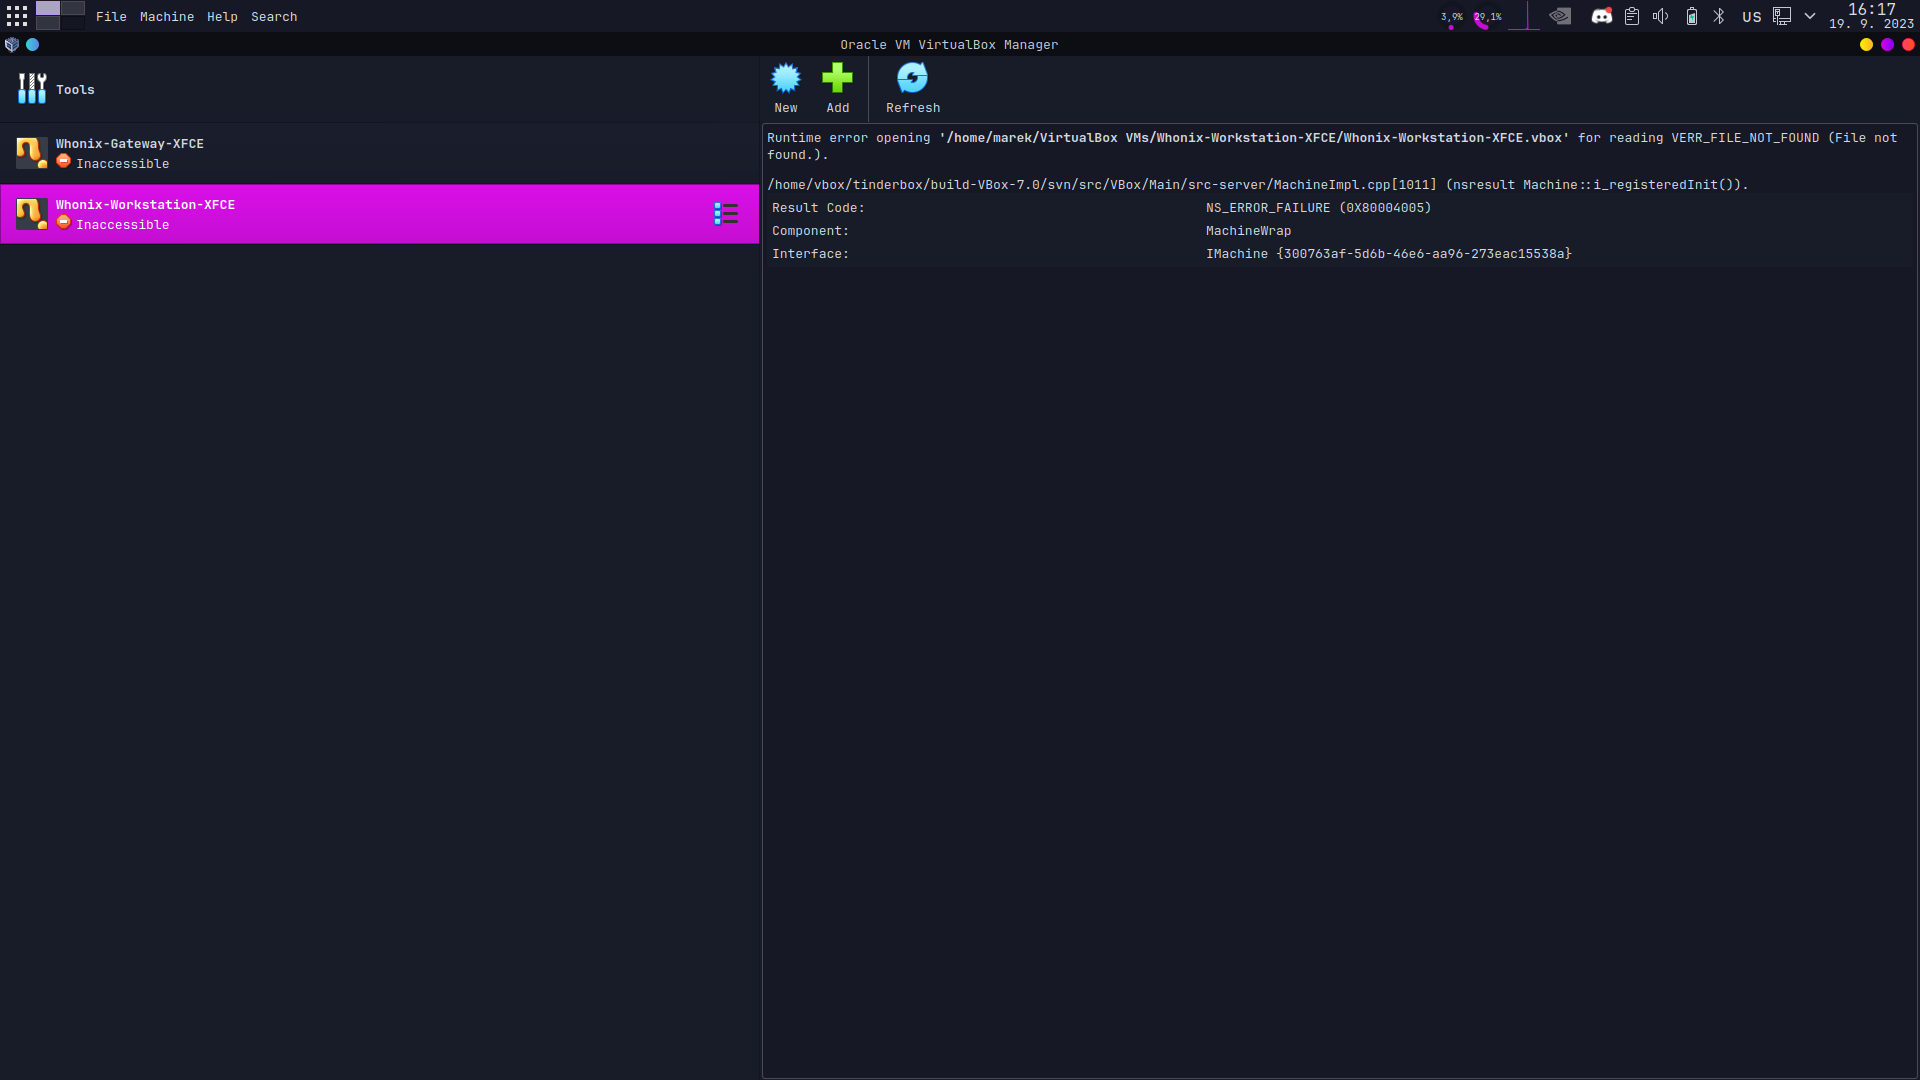 File Machine Help Search
3,9% 29,1% US 16:17
19. 9. 2023
Oracle VM VirtualBox Manager
Tools
New Add Refresh
Whonix-Gateway-XFCE
Inaccessible
Whonix-Workstation-XFCE
Inaccessible
Runtime error opening '/home/marek/VirtualBox VMs/Whonix-Workstation-XFCE/Whonix-Workstation-XFCE.vbox' for reading VERR_FILE_NOT_FOUND (File not
found.).
/home/vbox/tinderbox/build-VBox-7.0/svn/src/VBox/Main/src-server/MachineImpl.cpp[1011] (nsresult Machine::i_registeredInit()).
Result Code: NS_ERROR_FAILURE (0X80004005)
Component: MachineWrap
Interface: IMachine {300763af-5d6b-46e6-aa96-273eac15538a}